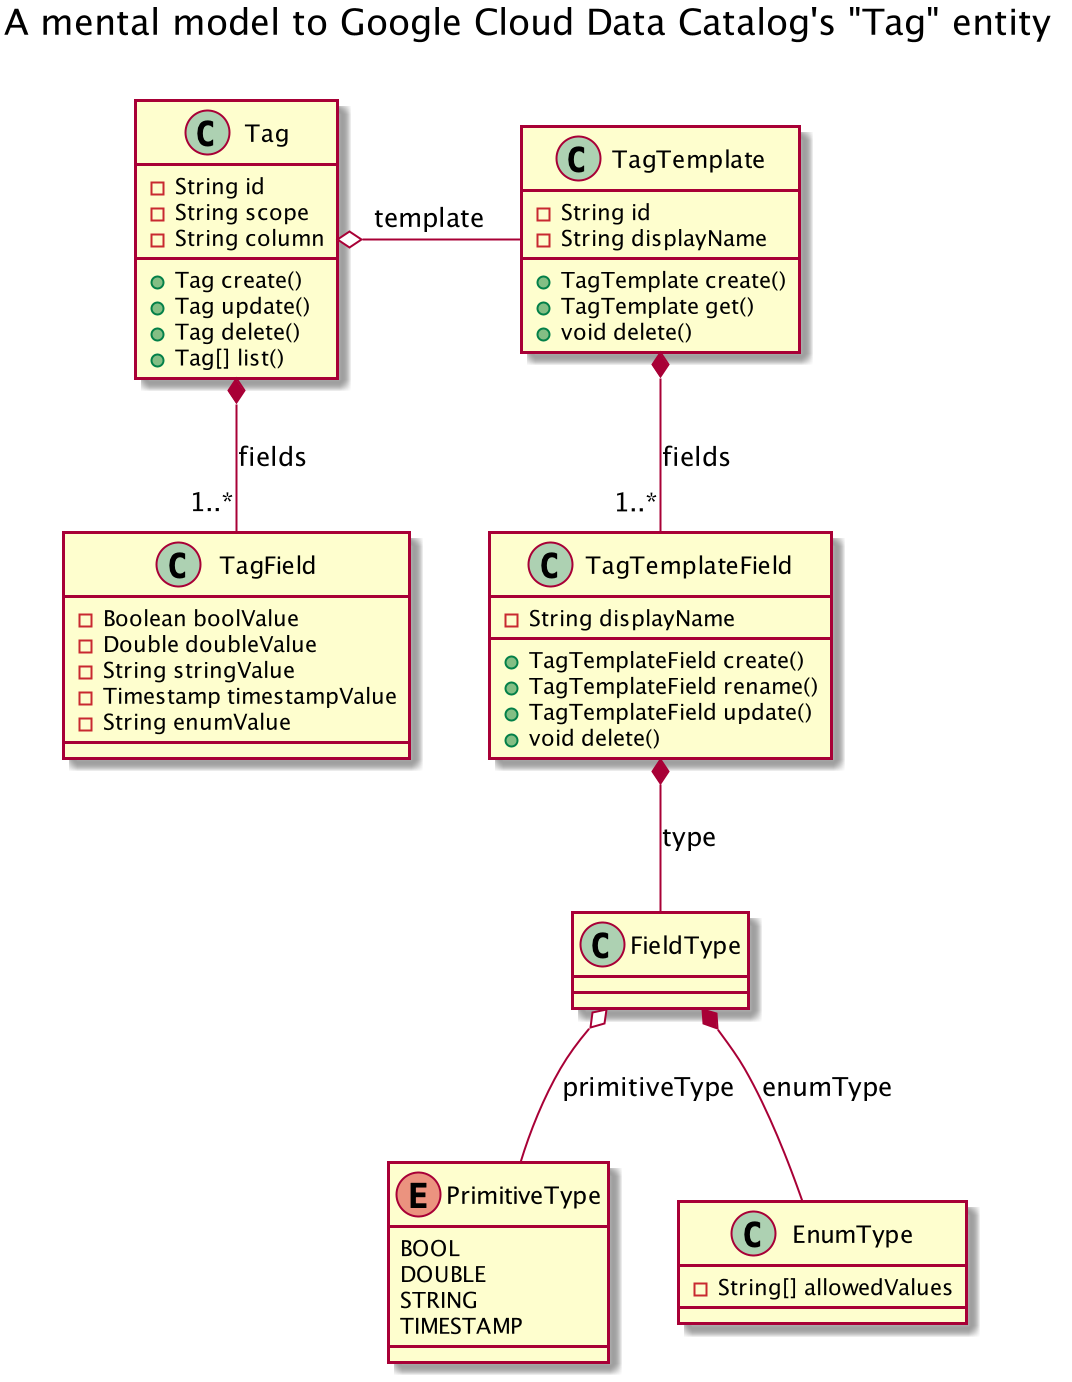 A mental model to Google Cloud Data Catalog's "Tag" entity
C Tag
String id
String scope
String column
Tag create()
Tag update()
Tag delete()
Tag[] list()
template
C TagTemplate
String id
String displayName
TagTemplate create()
TagTemplate get()
void delete()
fields
1..*
fields
1..*
C TagField
Boolean boolValue
Double doubleValue
String stringValue
Timestamp timestampValue
String enumValue
C TagTemplateField
String displayName
TagTemplateField create()
TagTemplateField rename()
TagTemplateField update()
void delete()
type
C FieldType
primitiveType
enumType
E PrimitiveType
BOOL
DOUBLE
STRING
TIMESTAMP
C EnumType
String[] allowedValues